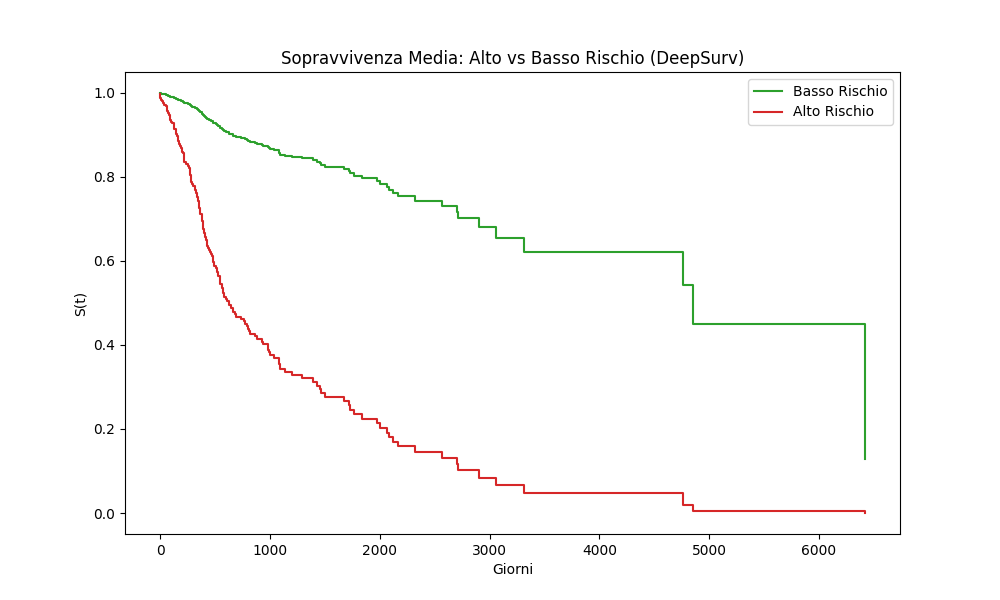 Sopravvivenza Media: Alto vs Basso Rischio (DeepSurv)
Basso Rischio
Alto Rischio
1.0
0.8
0.6
0.4
0.2
0.0
S(t)
0 1000 2000 3000 4000 5000 6000
Giorni